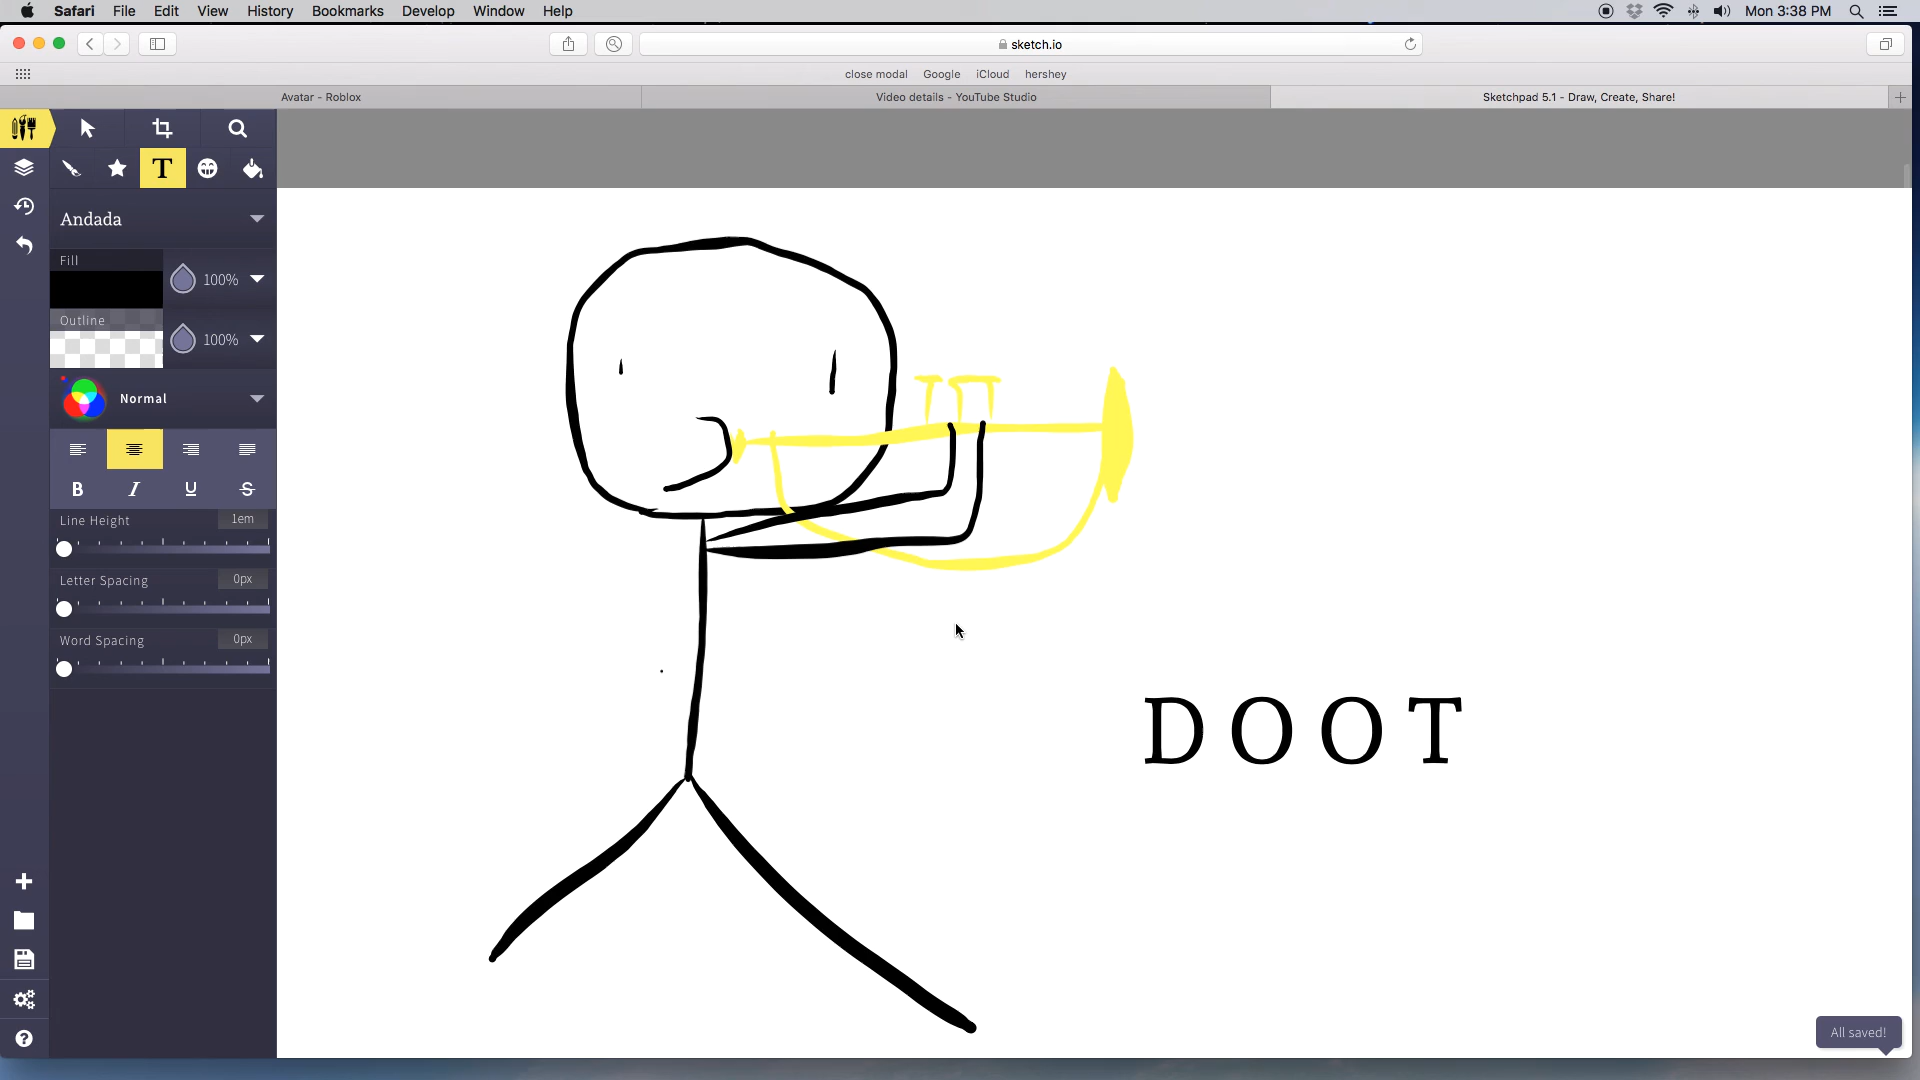 Safari File Edit View History Bookmarks Develop Window Help Mon 3:38 PM
sketch.io
close modal Google iCloud hershey
Avatar - Roblox Video details - YouTube Studio Sketchpad 5.1 - Draw, Create, Share!
T
Andada
Fill
100%
Outline
100%
Normal
B I U S
Line Height 1em
Letter Spacing 0px
Word Spacing 0px
D O O T
All saved!